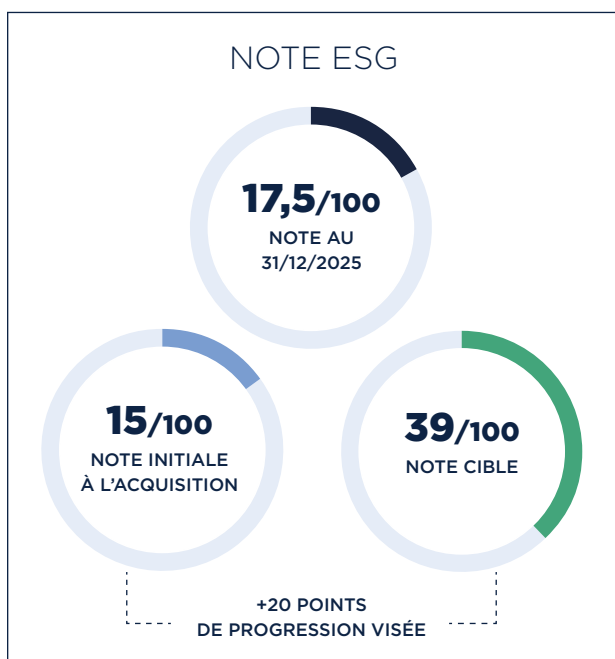 NOTE ESG
17,5/100
NOTE AU
31/12/2025
15/100
NOTE INITIALE
À L'ACQUISITION
39/100
NOTE CIBLE
+20 POINTS
DE PROGRESSION VISÉE